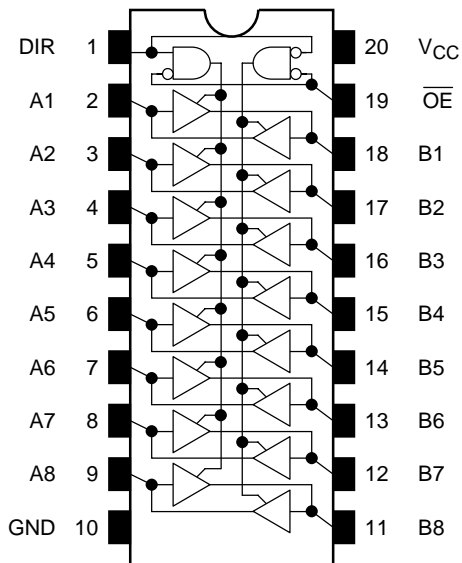 DIR 1 20 VCC
A1 2 19 O̅E̅
A2 3 18 B1
A3 4 17 B2
A4 5 16 B3
A5 6 15 B4
A6 7 14 B5
A7 8 13 B6
A8 9 12 B7
GND 10 11 B8